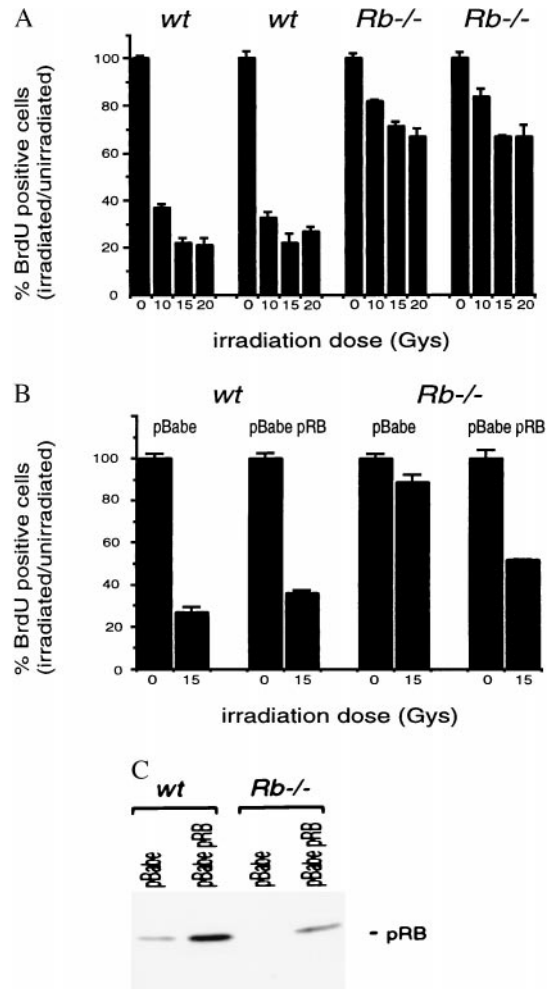 A
wt wt Rb-/- Rb-/-
% BrdU positive cells
(irradiated/unirradiated)
100
80
60
40
20
0
0 10 15 20 0 10 15 20 0 10 15 20 0 10 15 20
irradiation dose (Gys)
B
wt Rb-/-
pBabe pBabe pRB pBabe pBabe pRB
% BrdU positive cells
(irradiated/unirradiated)
100
80
60
40
20
0
0 15 0 15 0 15 0 15
irradiation dose (Gys)
C
wt Rb-/-
pBabe pBabe pRB pBabe pBabe pRB
- pRB